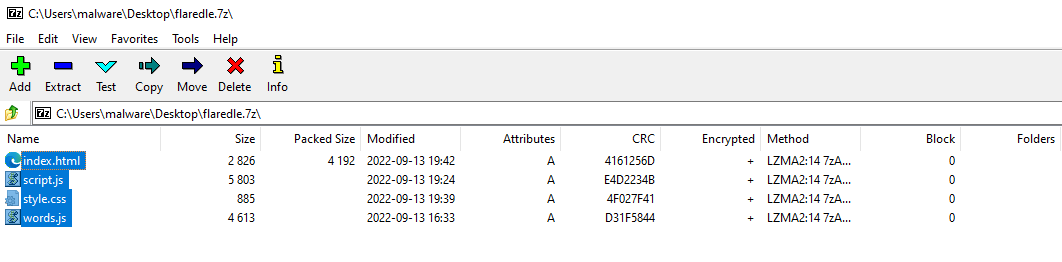 C:\Users\malware\Desktop\flaredle.7z\
File Edit View Favorites Tools Help
Add Extract Test Copy Move Delete Info
C:\Users\malware\Desktop\flaredle.7z\
Name Size Packed Size Modified Attributes CRC Encrypted Method Block Folders
index.html 2 826 4 192 2022-09-13 19:42 A 4161256D + LZMA2:14 7zA... 0
script.js 5 803 2022-09-13 19:24 A E4D2234B + LZMA2:14 7zA... 0
style.css 885 2022-09-13 19:39 A 4F027F41 + LZMA2:14 7zA... 0
words.js 4 613 2022-09-13 16:33 A D31F5844 + LZMA2:14 7zA... 0